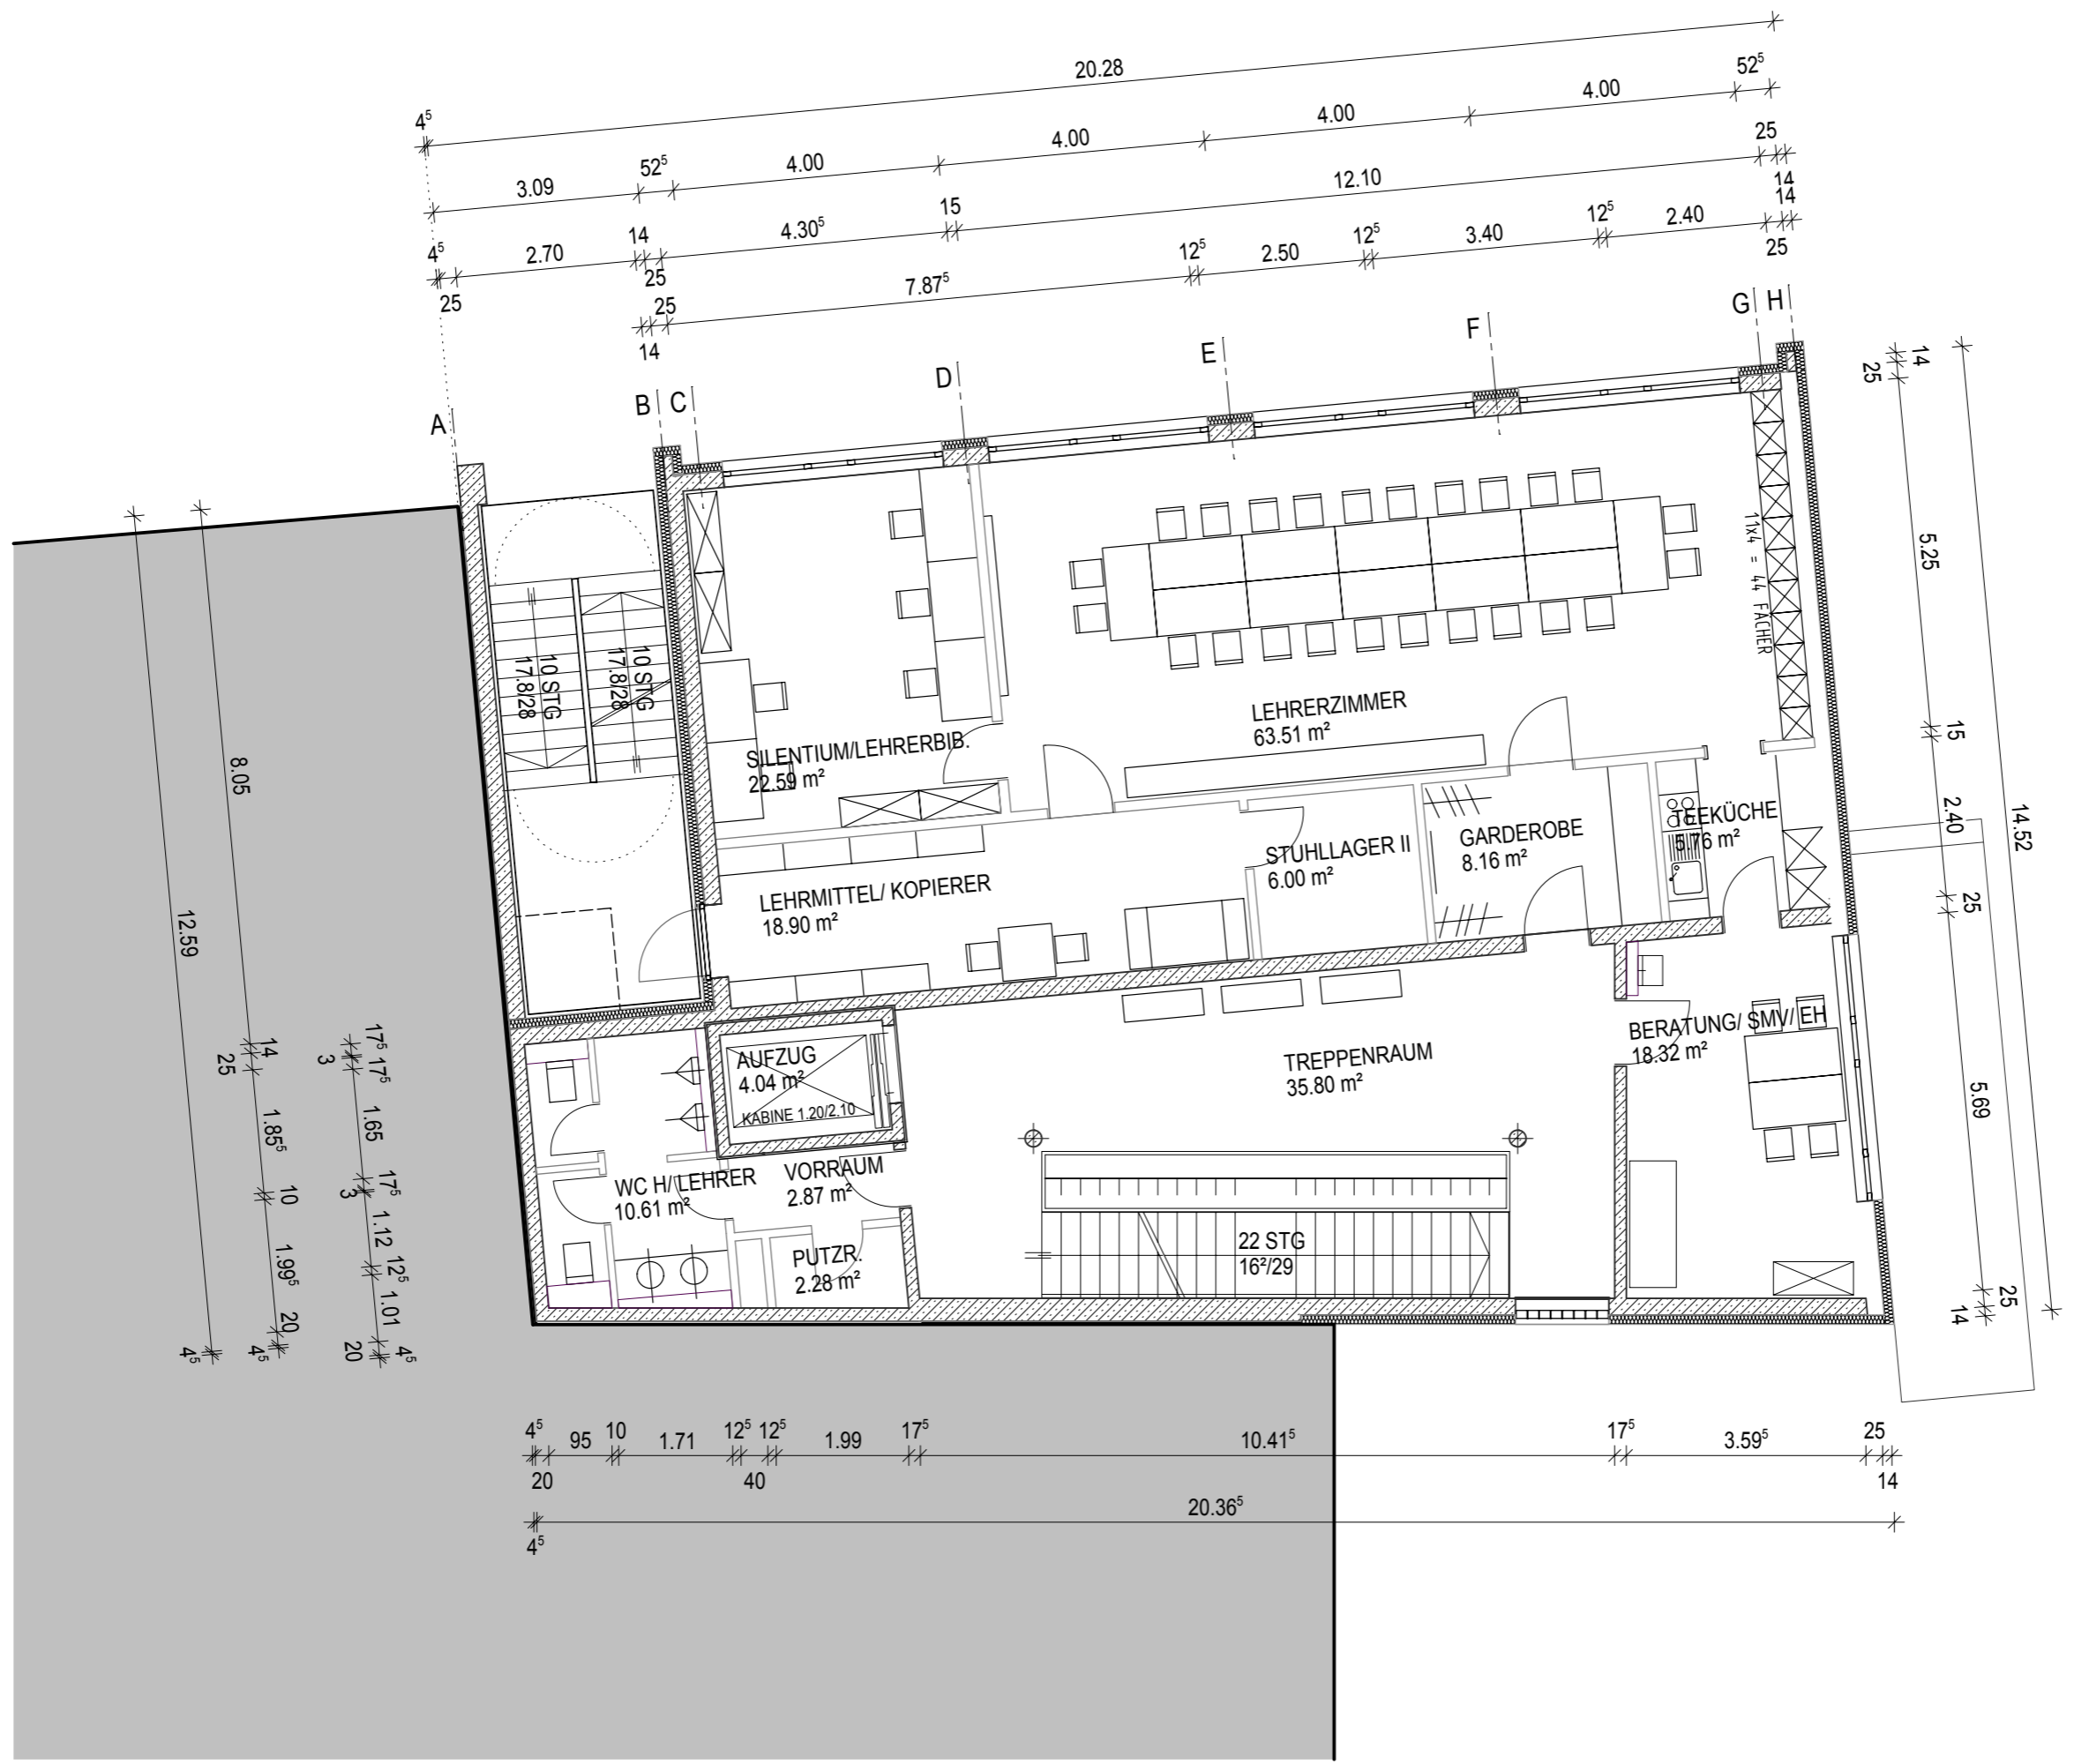 20.28
4⁵
3.09
52⁵
4.00
4.00
4.00
4.00
52⁵
4⁵
25
2.70
14
25
4.30⁵
15
12.10
25
14
25
14
7.87⁵
12⁵
2.50
12⁵
3.40
12⁵
2.40
14
25
A
B
C
D
E
F
G
H
14
25
5.25
15
2.40
25
5.69
25
14
14.52
12.59
4⁵
8.05
14
25
1.85⁵
10
1.99⁵
20
4⁵
17⁵
3
17⁵
1.65
17⁵
3
1.12
12⁵
1.01
20
4⁵
10 STG
17.8/28
10 STG
17.8/28
SILENTIUM/LEHRERBIB.
22.59 m²
LEHRERZIMMER
63.51 m²
11x4 = 44 FÄCHER
LEHRMITTEL/ KOPIERER
18.90 m²
STUHLLAGER II
6.00 m²
GARDEROBE
8.16 m²
TEEKÜCHE
5.76 m²
AUFZUG
4.04 m²
KABINE 1.20/2.10
TREPPENRAUM
35.80 m²
BERATUNG/ SMV/ EH
18.32 m²
WC H/ LEHRER
10.61 m²
VORRAUM
2.87 m²
PUTZR.
2.28 m²
22 STG
16²/29
4⁵
20
95
10
1.71
12⁵
40
12⁵
1.99
17⁵
10.41⁵
17⁵
3.59⁵
25
14
20.36⁵
4⁵